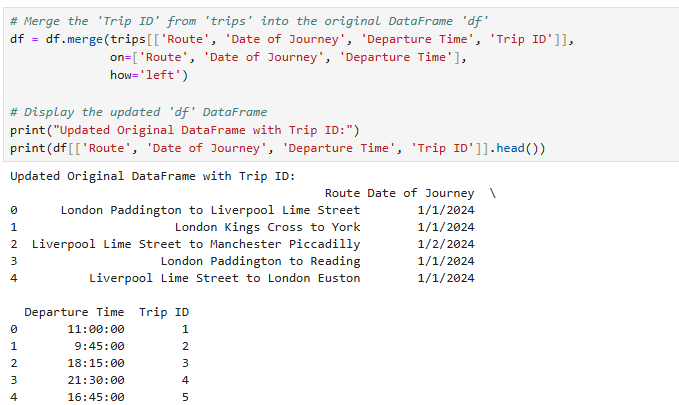 # Merge the 'Trip ID' from 'trips' into the original DataFrame 'df'
df = df.merge(trips[['Route', 'Date of Journey', 'Departure Time', 'Trip ID']],
              on=['Route', 'Date of Journey', 'Departure Time'],
              how='left')

# Display the updated 'df' DataFrame
print("Updated Original DataFrame with Trip ID:")
print(df[['Route', 'Date of Journey', 'Departure Time', 'Trip ID']].head())
Updated Original DataFrame with Trip ID:
                                          Route Date of Journey  \
0      London Paddington to Liverpool Lime Street        1/1/2024
1                     London Kings Cross to York        1/1/2024
2  Liverpool Lime Street to Manchester Piccadilly        1/2/2024
3                   London Paddington to Reading        1/1/2024
4          Liverpool Lime Street to London Euston        1/1/2024

  Departure Time  Trip ID
0       11:00:00        1
1        9:45:00        2
2       18:15:00        3
3       21:30:00        4
4       16:45:00        5